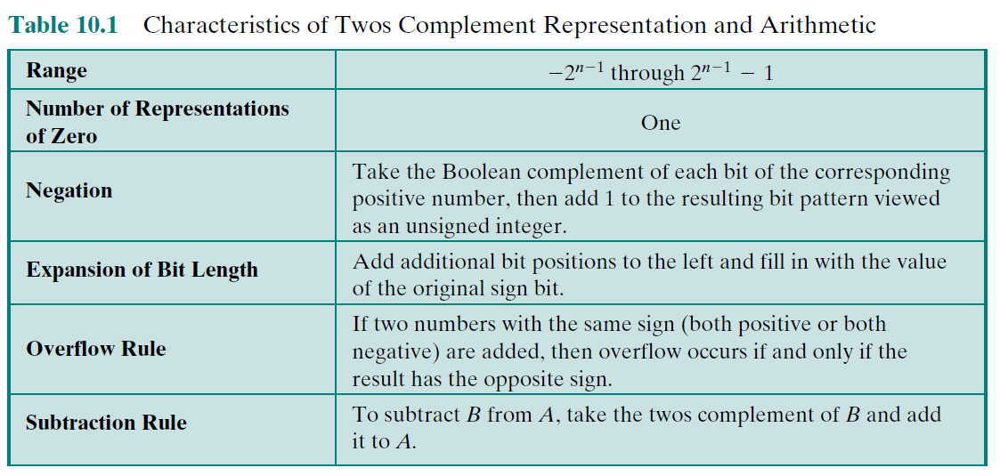 Table 10.1 Characteristics of Twos Complement Representation and Arithmetic
Range
−2ⁿ⁻¹ through 2ⁿ⁻¹ − 1
Number of Representations
of Zero
One
Negation
Take the Boolean complement of each bit of the corresponding
positive number, then add 1 to the resulting bit pattern viewed
as an unsigned integer.
Expansion of Bit Length
Add additional bit positions to the left and fill in with the value
of the original sign bit.
Overflow Rule
If two numbers with the same sign (both positive or both
negative) are added, then overflow occurs if and only if the
result has the opposite sign.
Subtraction Rule
To subtract B from A, take the twos complement of B and add
it to A.